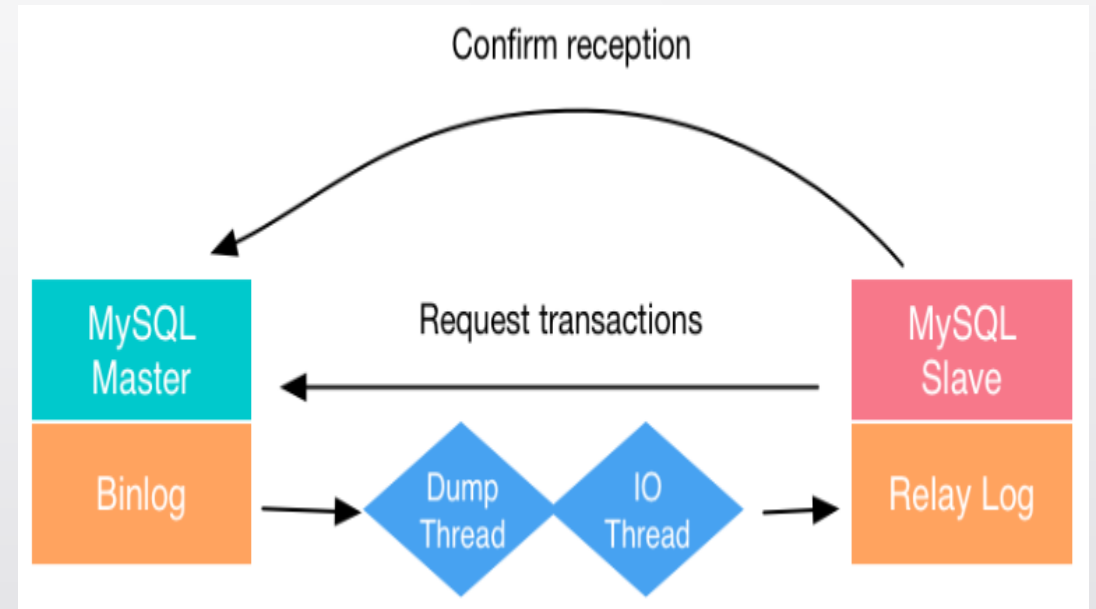 Confirm reception
Request transactions
MySQL
Master
MySQL
Slave
Binlog
Dump
Thread
IO
Thread
Relay Log